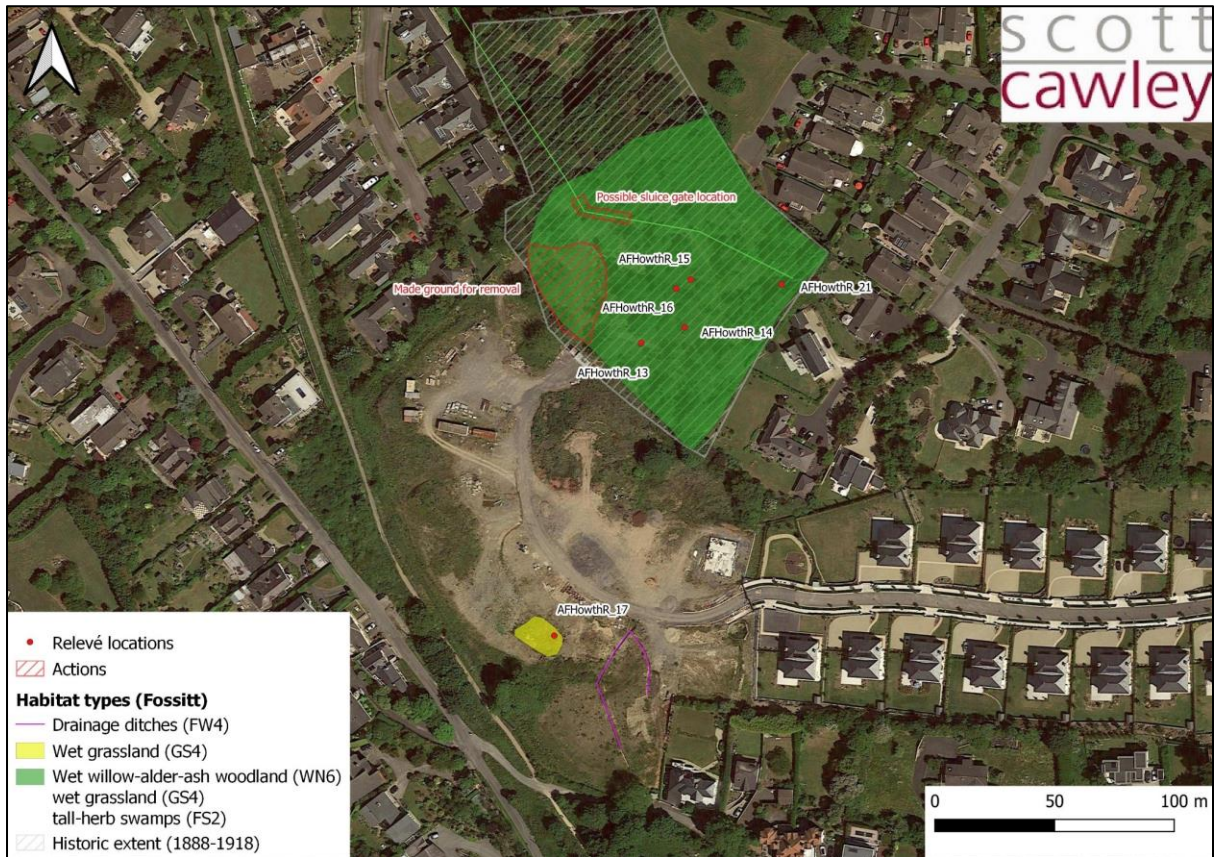 scott
cawley
Possible sluice gate location
AFHowthR_15
Made ground for removal
AFHowthR_21
AFHowthR_16
AFHowthR_14
AFHowthR_13
AFHowthR_17
Relevé locations
Actions
Habitat types (Fossitt)
Drainage ditches (FW4)
Wet grassland (GS4)
Wet willow-alder-ash woodland (WN6)
wet grassland (GS4)
tall-herb swamps (FS2)
Historic extent (1888-1918)
0 50 100 m